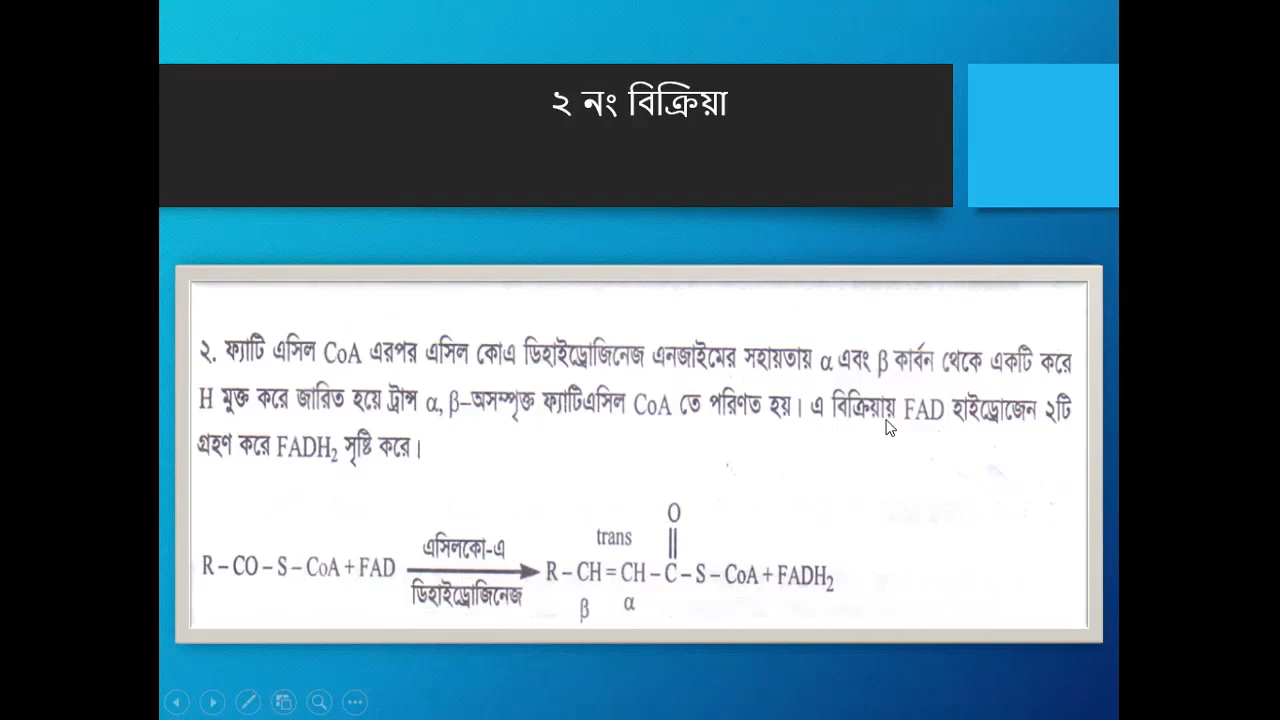 ২ নং বিক্রিয়া
২. ফ্যাটি এসিল CoA এরপর এসিল কোএ ডিহাইড্রোজিনেজ এনজাইমের সহায়তায় α এবং β কার্বন থেকে একটি করে
H মুক্ত করে জারিত হয়ে ট্রান্স α, β–অসম্পৃক্ত ফ্যাটিএসিল CoA তে পরিণত হয়। এ বিক্রিয়ায় FAD হাইড্রোজেন ২টি
গ্রহণ করে FADH₂ সৃষ্টি করে।
O
trans ||
এসিলকো-এ
R – CO – S – CoA + FAD R – CH = CH – C – S – CoA + FADH₂
ডিহাইড্রোজিনেজ
β α